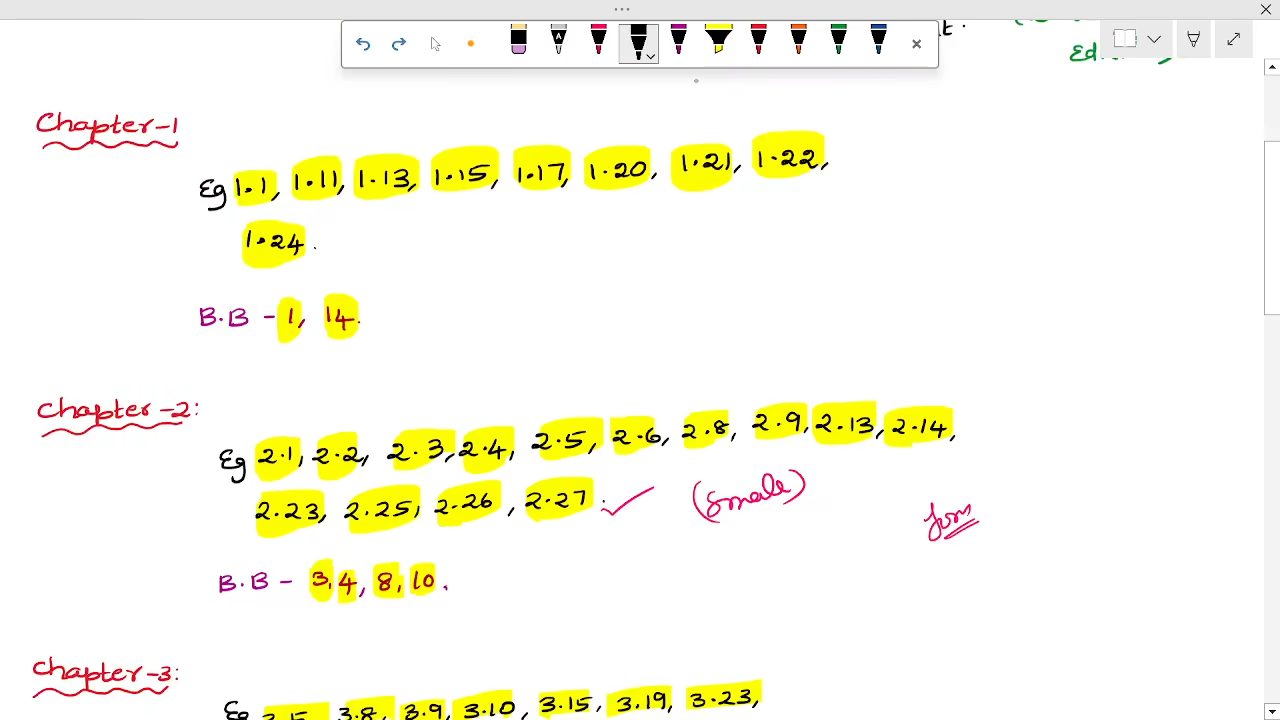 Chapter-1
Eg 1.1, 1.11, 1.13, 1.15, 1.17, 1.20, 1.21, 1.22,
1.24.
B.B - 1, 14.
Chapter-2:
Eg 2.1, 2.2, 2.3, 2.4, 2.5, 2.6, 2.8, 2.9, 2.13, 2.14,
2.23, 2.25, 2.26, 2.27.
B.B - 3, 4, 8, 10.
Chapter-3:
Eg 3.5, 3.8, 3.9, 3.10, 3.15, 3.19, 3.23,